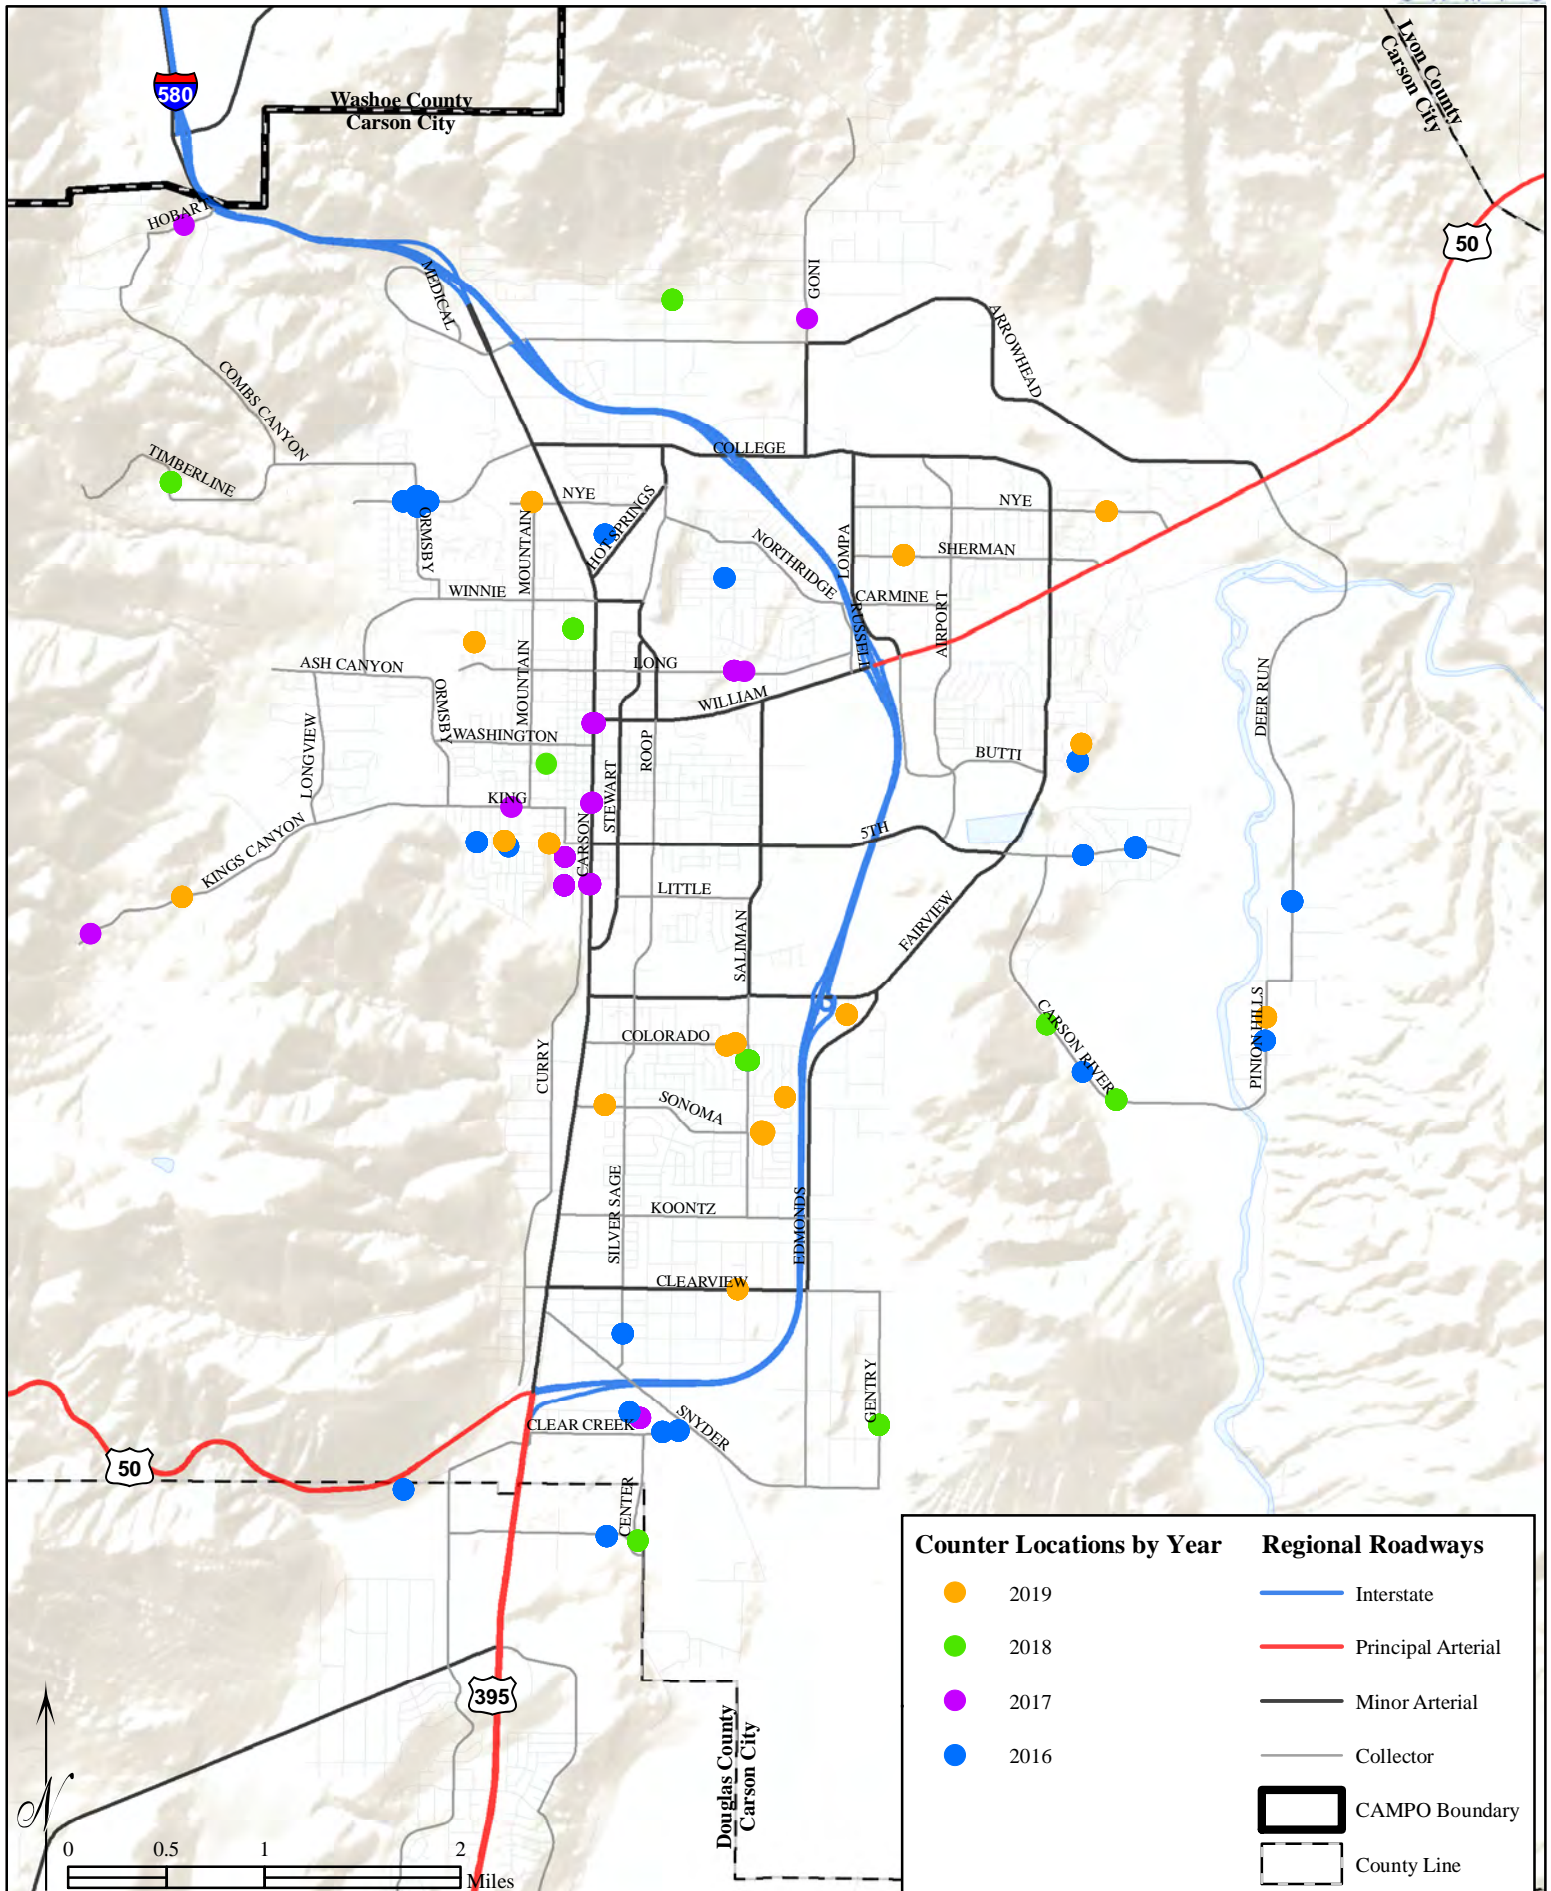 Lyon County
Carson City
580
Washoe County
Carson City
HOBART
50
MEDICAL
GONI
ARROWHEAD
COMBS CANYON
COLLEGE
TIMBERLINE
NYE
NYE
ORMSBY
MOUNTAIN
HOT SPRINGS
NORTHRIDGE
LOMPA
SHERMAN
WINNIE
CARMINE
AIRPORT
RUSSELL
ASH CANYON
LONG
MOUNTAIN
ORMSBY
WILLIAM
DEER RUN
LONGVIEW
WASHINGTON
ROOP
BUTTI
STEWART
KING
KINGS CANYON
CARSON
5TH
LITTLE
SALIMAN
FAIRVIEW
COLORADO
CURRY
CARSON RIVER
PINION HILLS
SONOMA
SILVER SAGE
KOONTZ
EDMONDS
CLEARVIEW
GENTRY
CLEAR CREEK
SNYDER
50
CENTER
395
Douglas County
Carson City
Counter Locations by Year
2019
2018
2017
2016
Regional Roadways
Interstate
Principal Arterial
Minor Arterial
Collector
CAMPO Boundary
County Line
N
0 0.5 1 2
Miles